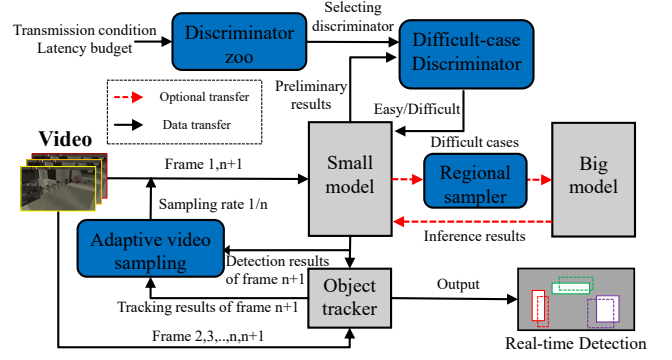 Transmission condition
Latency budget
Discriminator
zoo
Selecting
discriminator
Difficult-case
Discriminator
Preliminary
results
Optional transfer
Data transfer
Easy/Difficult
Video
Frame 1,n+1
Small
model
Difficult cases
Regional
sampler
Big
model
Sampling rate 1/n
Inference results
Adaptive video
sampling
Detection results
of frame n+1
Tracking results of frame n+1
Object
tracker
Output
Frame 2,3,..,n,n+1
Real-time Detection